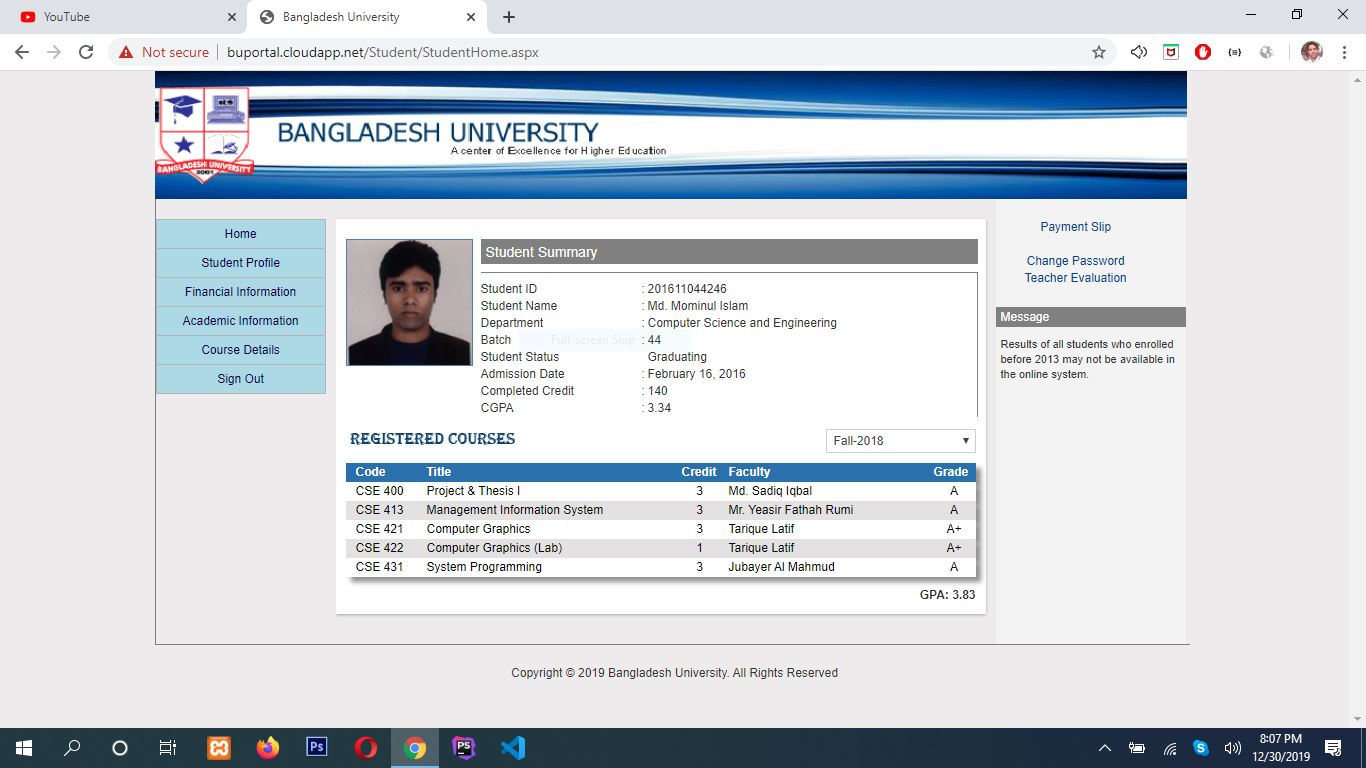 YouTube
Bangladesh University
Not secure
buportal.cloudapp.net/Student/StudentHome.aspx
BANGLADESH UNIVERSITY
2001
BANGLADESH UNIVERSITY
A center of Excellence for Higher Education
Home
Student Profile
Financial Information
Academic Information
Course Details
Sign Out
Student Summary
Student ID : 201611044246
Student Name : Md. Mominul Islam
Department : Computer Science and Engineering
Batch Full-screen Snip : 44
Student Status Graduating
Admission Date : February 16, 2016
Completed Credit : 140
CGPA : 3.34
REGISTERED COURSES Fall-2018
Code Title Credit Faculty Grade
CSE 400 Project & Thesis I 3 Md. Sadiq Iqbal A
CSE 413 Management Information System 3 Mr. Yeasir Fathah Rumi A
CSE 421 Computer Graphics 3 Tarique Latif A+
CSE 422 Computer Graphics (Lab) 1 Tarique Latif A+
CSE 431 System Programming 3 Jubayer Al Mahmud A
GPA: 3.83
Payment Slip
Change Password
Teacher Evaluation
Message
Results of all students who enrolled
before 2013 may not be available in
the online system.
Copyright © 2019 Bangladesh University. All Rights Reserved
Ps
PS
8:07 PM
12/30/2019